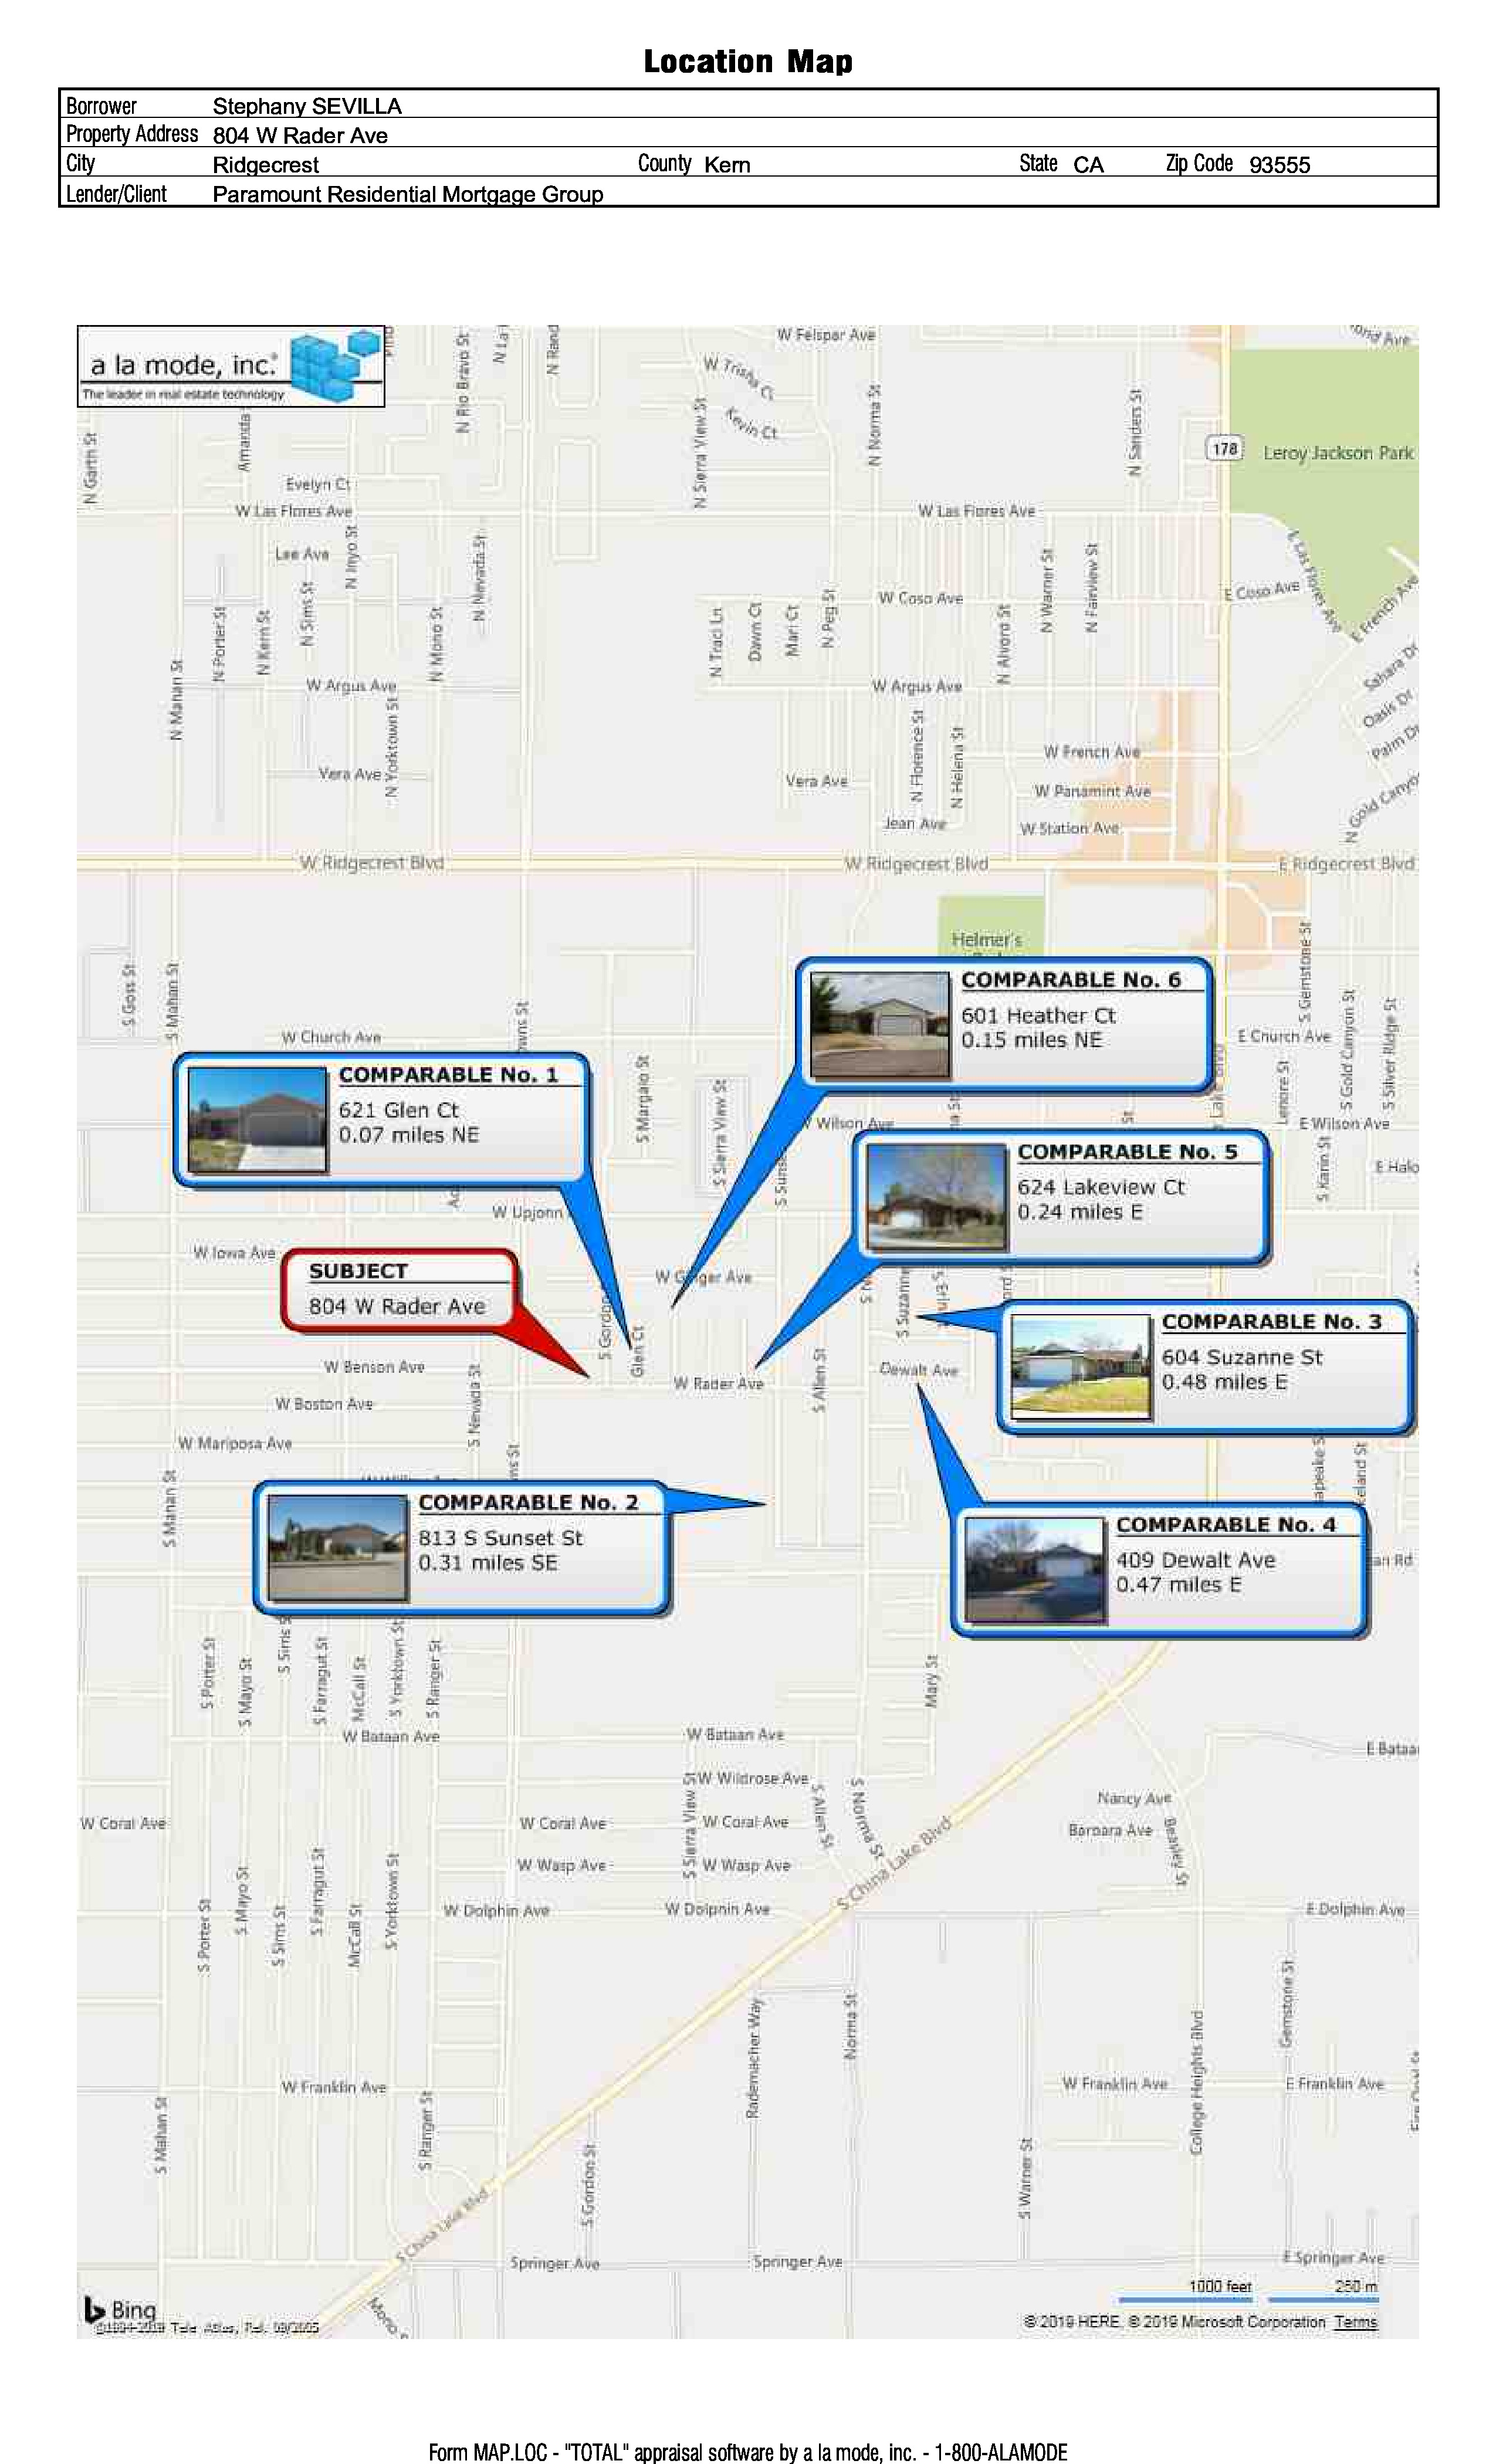 Location Map
Borrower Stephany SEVILLA
Property Address 804 W Rader Ave
City Ridgecrest County Kern State CA Zip Code 93555
Lender/Client Paramount Residential Mortgage Group
a la mode, inc.
The leader in real estate technology
W Felspar Ave
N Rio Bravo St
N Rand
W Trisha Ct
Kevin Ct
N Garth St
Amanda
N Sierra View St
N Norma St
N Sanders St
178
Leroy Jackson Park
Evelyn Ct
W Las Flores Ave
W Las Flores Ave
E Las Flores Ave
Lee Ave
N Inyo St
N Nevada St
N Sims St
N Porter St
N Kern St
N Mono St
N Traci Ln
Dawn Ct
Mari Ct
N Peg St
W Coso Ave
N Alvord St
N Warner St
N Fairview St
E Coso Ave
E French Ave
Sahara Dr
Oasis Dr
Palm Dr
N Mahan St
W Argus Ave
W Argus Ave
N Yorktown St
Vera Ave
Vera Ave
N Florence St
N Helena St
W French Ave
W Panamint Ave
Jean Ave
W Station Ave
N Gold Canyo
W Ridgecrest Blvd
W Ridgecrest Blvd
E Ridgecrest Blvd
Helmer's
S Goss St
S Mahan St
W Church Ave
owns St
S Gemstone St
S Gold Canyon St
S Silver Ridge St
E Church Ave
COMPARABLE No. 6
601 Heather Ct
0.15 miles NE
COMPARABLE No. 1
621 Glen Ct
0.07 miles NE
S Margalo St
S Sierra View St
Wilson Ave
Lenore St
E Wilson Ave
S Karin St
E Halo
COMPARABLE No. 5
624 Lakeview Ct
0.24 miles E
S Suns
W Upjohn
W Iowa Ave
SUBJECT
804 W Rader Ave
W Ginger Ave
S Gordon
Glen Ct
S Suzanne
S Erin
COMPARABLE No. 3
604 Suzanne St
0.48 miles E
W Benson Ave
W Boston Ave
W Mariposa Ave
S Nevada St
W Rader Ave
S Allen St
Dewalt Ave
S Mahan St
ns St
apeake S
keland St
COMPARABLE No. 2
813 S Sunset St
0.31 miles SE
COMPARABLE No. 4
409 Dewalt Ave
0.47 miles E
an Rd
S Porter St
S Mayo St
S Sims S
S Farragut St
McCall St
S Yorktown St
S Ranger St
Mary St
W Bataan Ave
W Bataan Ave
E Bataa
W Wildrose Ave
S Sierra View St
S Allen St
S Norma St
Nancy Ave
Barbara Ave
Beasley St
W Coral Ave
W Coral Ave
W Coral Ave
W Wasp Ave
W Wasp Ave
S China Lake Blvd
S Porter St
S Mayo St
S Sims St
S Farragut St
McCall St
S Yorktown St
W Dolphin Ave
W Dolphin Ave
E Dolphin Ave
Rademacher Way
Norma St
College Heights Blvd
Gemstone St
W Franklin Ave
W Franklin Ave
E Franklin Ave
S Mahan St
S Ranger St
S Gordon St
S Warner St
S China Lake Blvd
Springer Ave
Springer Ave
E Springer Ave
1000 feet 250 m
Bing
© 2019 HERE, © 2019 Microsoft Corporation Terms
Form MAP.LOC - "TOTAL" appraisal software by a la mode, inc. - 1-800-ALAMODE